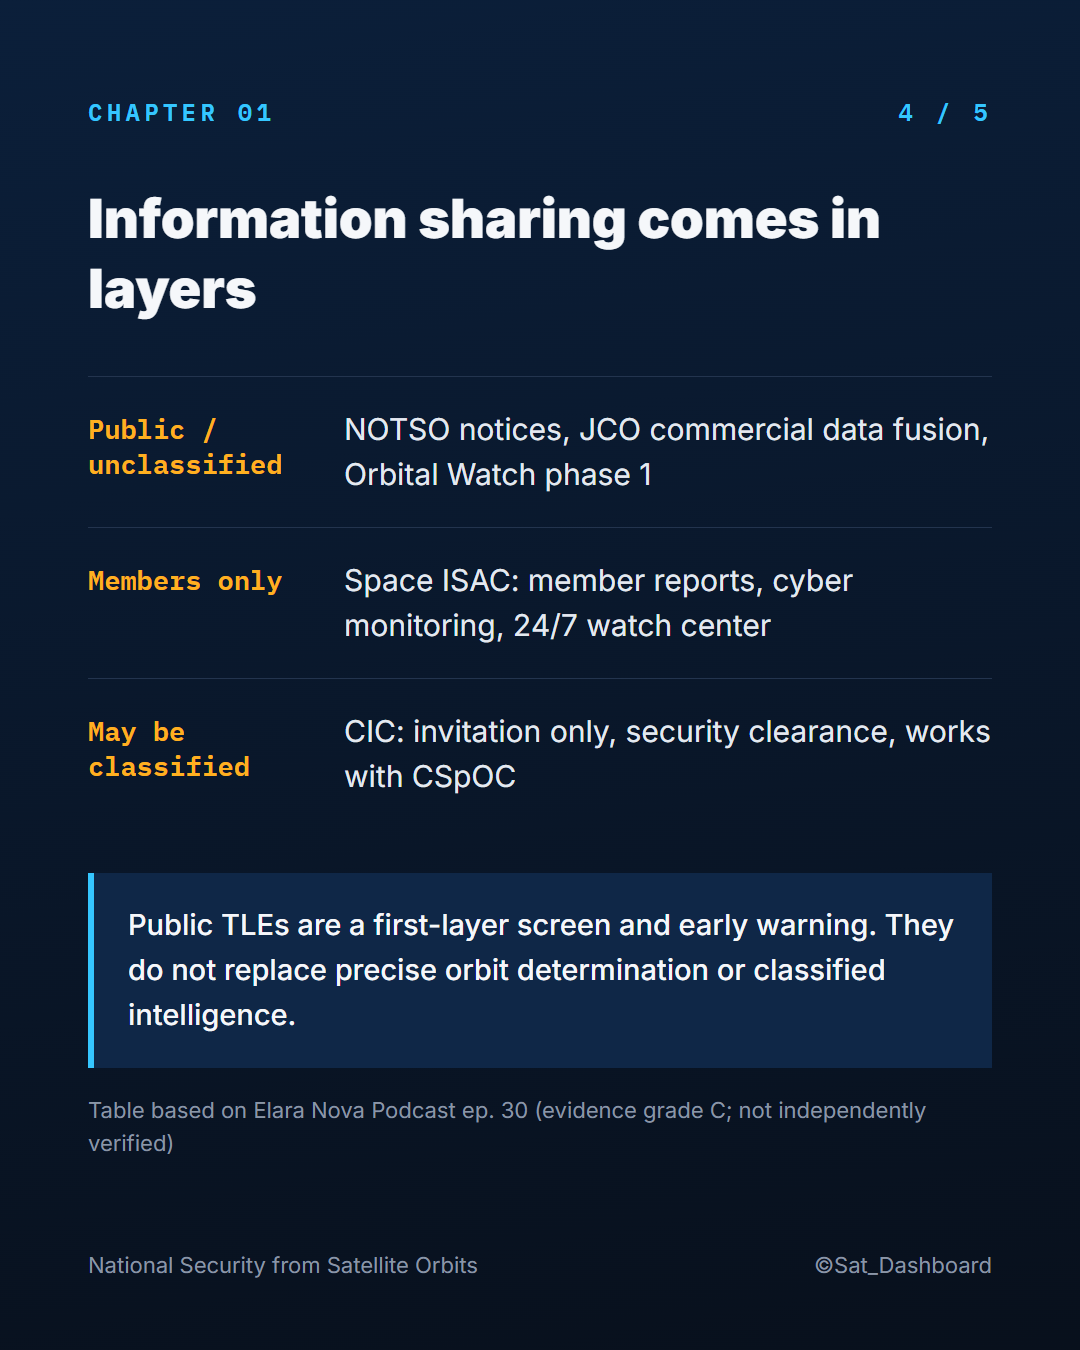 CHAPTER 01
4 / 5
Information sharing comes in
layers
Public /
unclassified
NOTSO notices, JCO commercial data fusion,
Orbital Watch phase 1
Members only
Space ISAC: member reports, cyber
monitoring, 24/7 watch center
May be
classified
CIC: invitation only, security clearance, works
with CSpOC
Public TLEs are a first-layer screen and early warning. They
do not replace precise orbit determination or classified
intelligence.
Table based on Elara Nova Podcast ep. 30 (evidence grade C; not independently
verified)
National Security from Satellite Orbits
©Sat_Dashboard